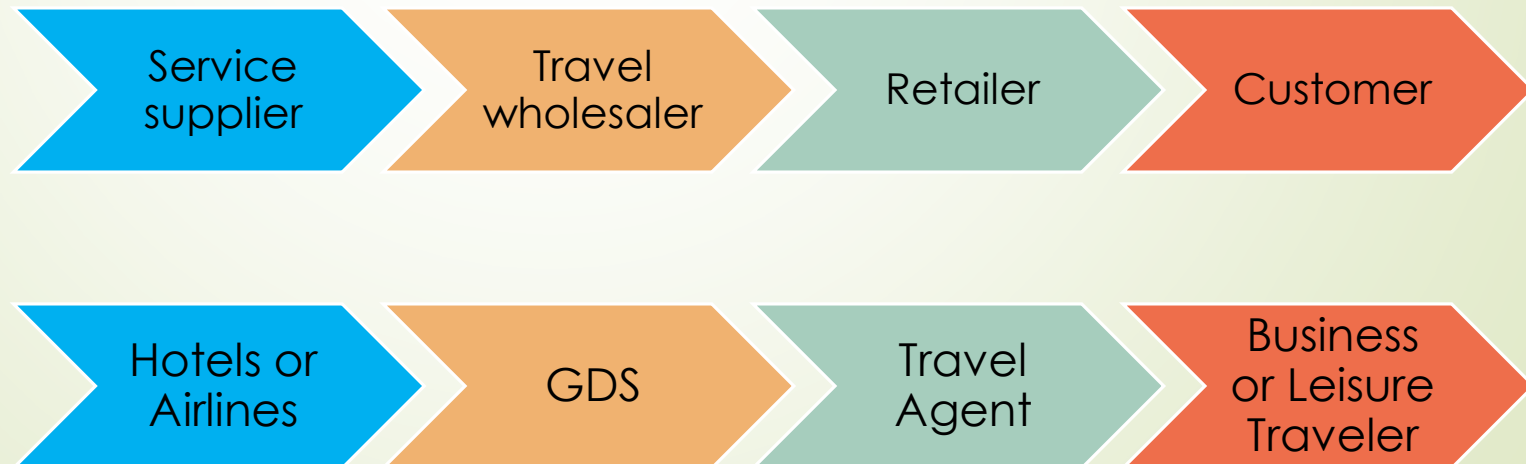 Service
supplier
Travel
wholesaler
Retailer
Customer
Hotels or
Airlines
GDS
Travel
Agent
Business
or Leisure
Traveler